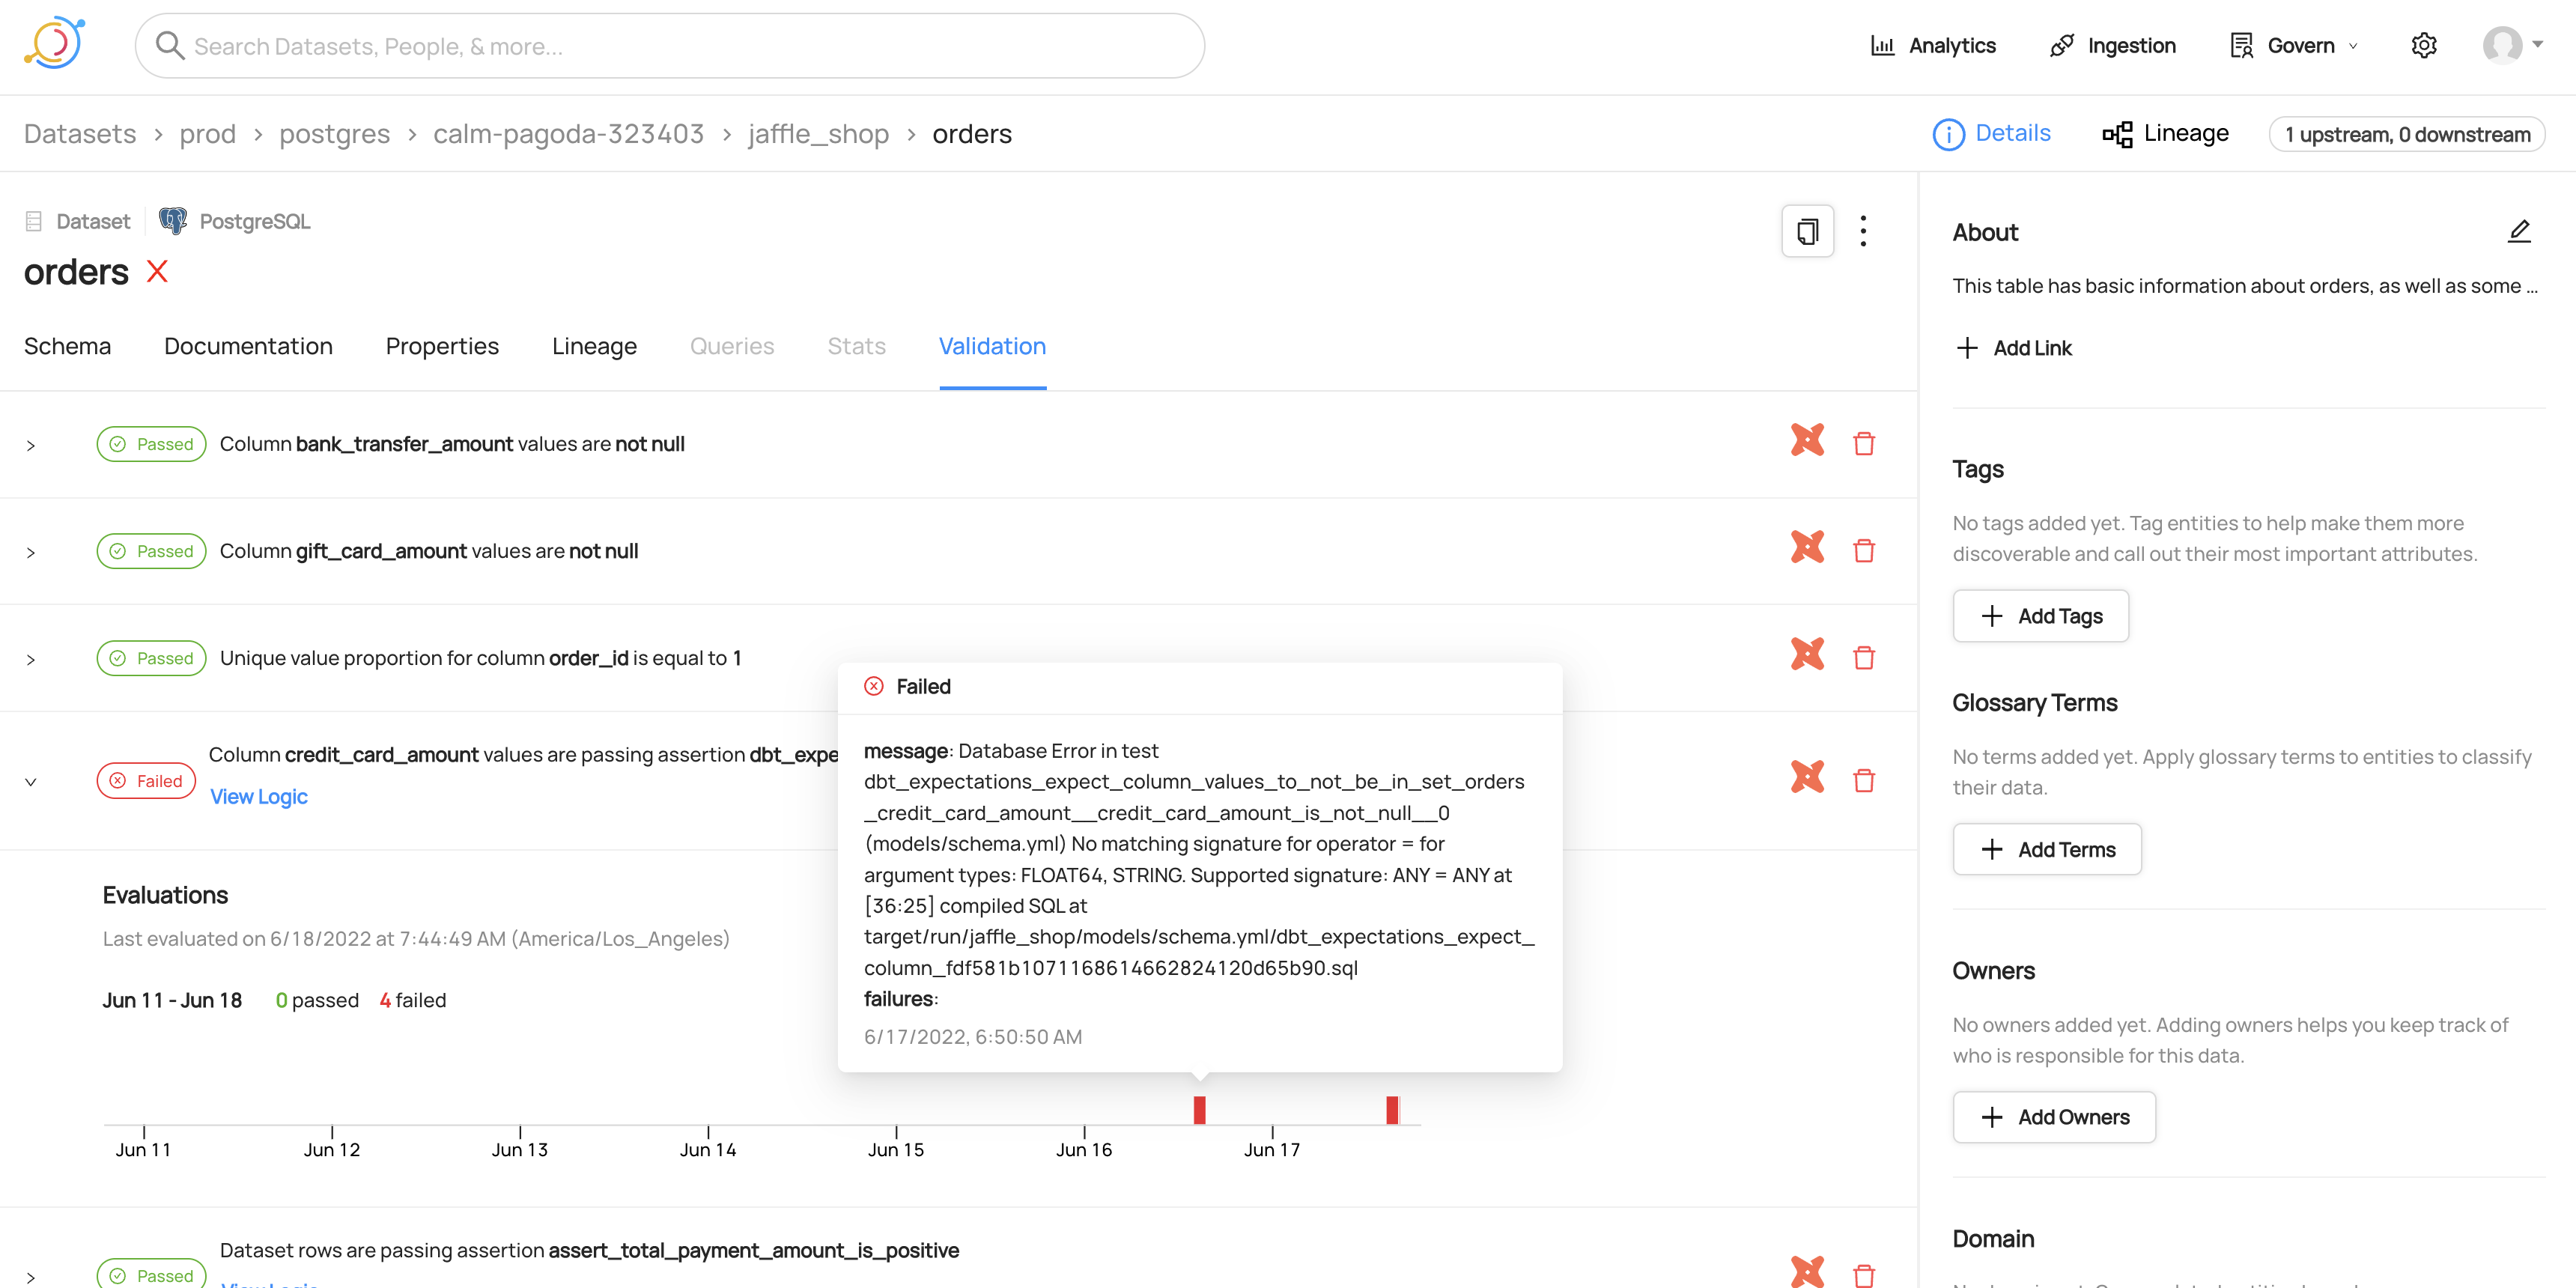 Search Datasets, People, & more...
Analytics
Ingestion
Govern
Datasets > prod > postgres > calm-pagoda-323403 > jaffle_shop > orders
Details
Lineage
1 upstream, 0 downstream
Dataset
PostgreSQL
orders
Schema
Documentation
Properties
Lineage
Queries
Stats
Validation
Passed
Column bank_transfer_amount values are not null
Passed
Column gift_card_amount values are not null
Passed
Unique value proportion for column order_id is equal to 1
Failed
Column credit_card_amount values are passing assertion dbt_expe
View Logic
Failed
message: Database Error in test
dbt_expectations_expect_column_values_to_not_be_in_set_orders
_credit_card_amount__credit_card_amount_is_not_null__0
(models/schema.yml) No matching signature for operator = for
argument types: FLOAT64, STRING. Supported signature: ANY = ANY at
[36:25] compiled SQL at
target/run/jaffle_shop/models/schema.yml/dbt_expectations_expect_
column_fdf581b1071168614662824120d65b90.sql
failures:
6/17/2022, 6:50:50 AM
Evaluations
Last evaluated on 6/18/2022 at 7:44:49 AM (America/Los_Angeles)
Jun 11 - Jun 18 0 passed 4 failed
Jun 11
Jun 12
Jun 13
Jun 14
Jun 15
Jun 16
Jun 17
Passed
Dataset rows are passing assertion assert_total_payment_amount_is_positive
View Logic
About
This table has basic information about orders, as well as some ...
Add Link
Tags
No tags added yet. Tag entities to help make them more
discoverable and call out their most important attributes.
Add Tags
Glossary Terms
No terms added yet. Apply glossary terms to entities to classify
their data.
Add Terms
Owners
No owners added yet. Adding owners helps you keep track of
who is responsible for this data.
Add Owners
Domain